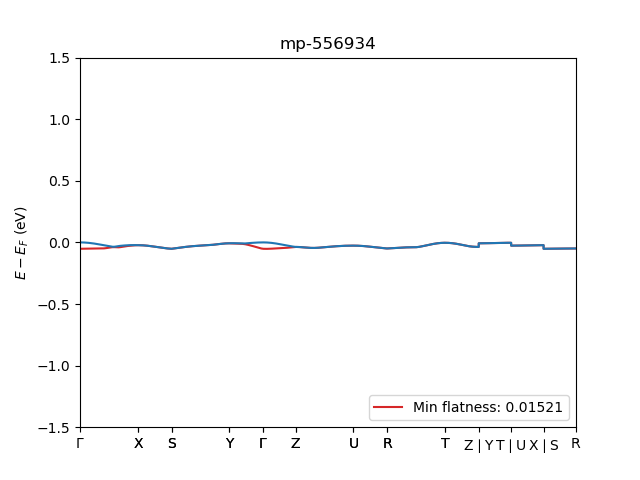 mp-556934
1.5
1.0
0.5
0.0
−0.5
−1.0
−1.5
E − E_F (eV)
Min flatness: 0.01521
Γ X S Y Γ Z U R T Z | Y T | U X | S R